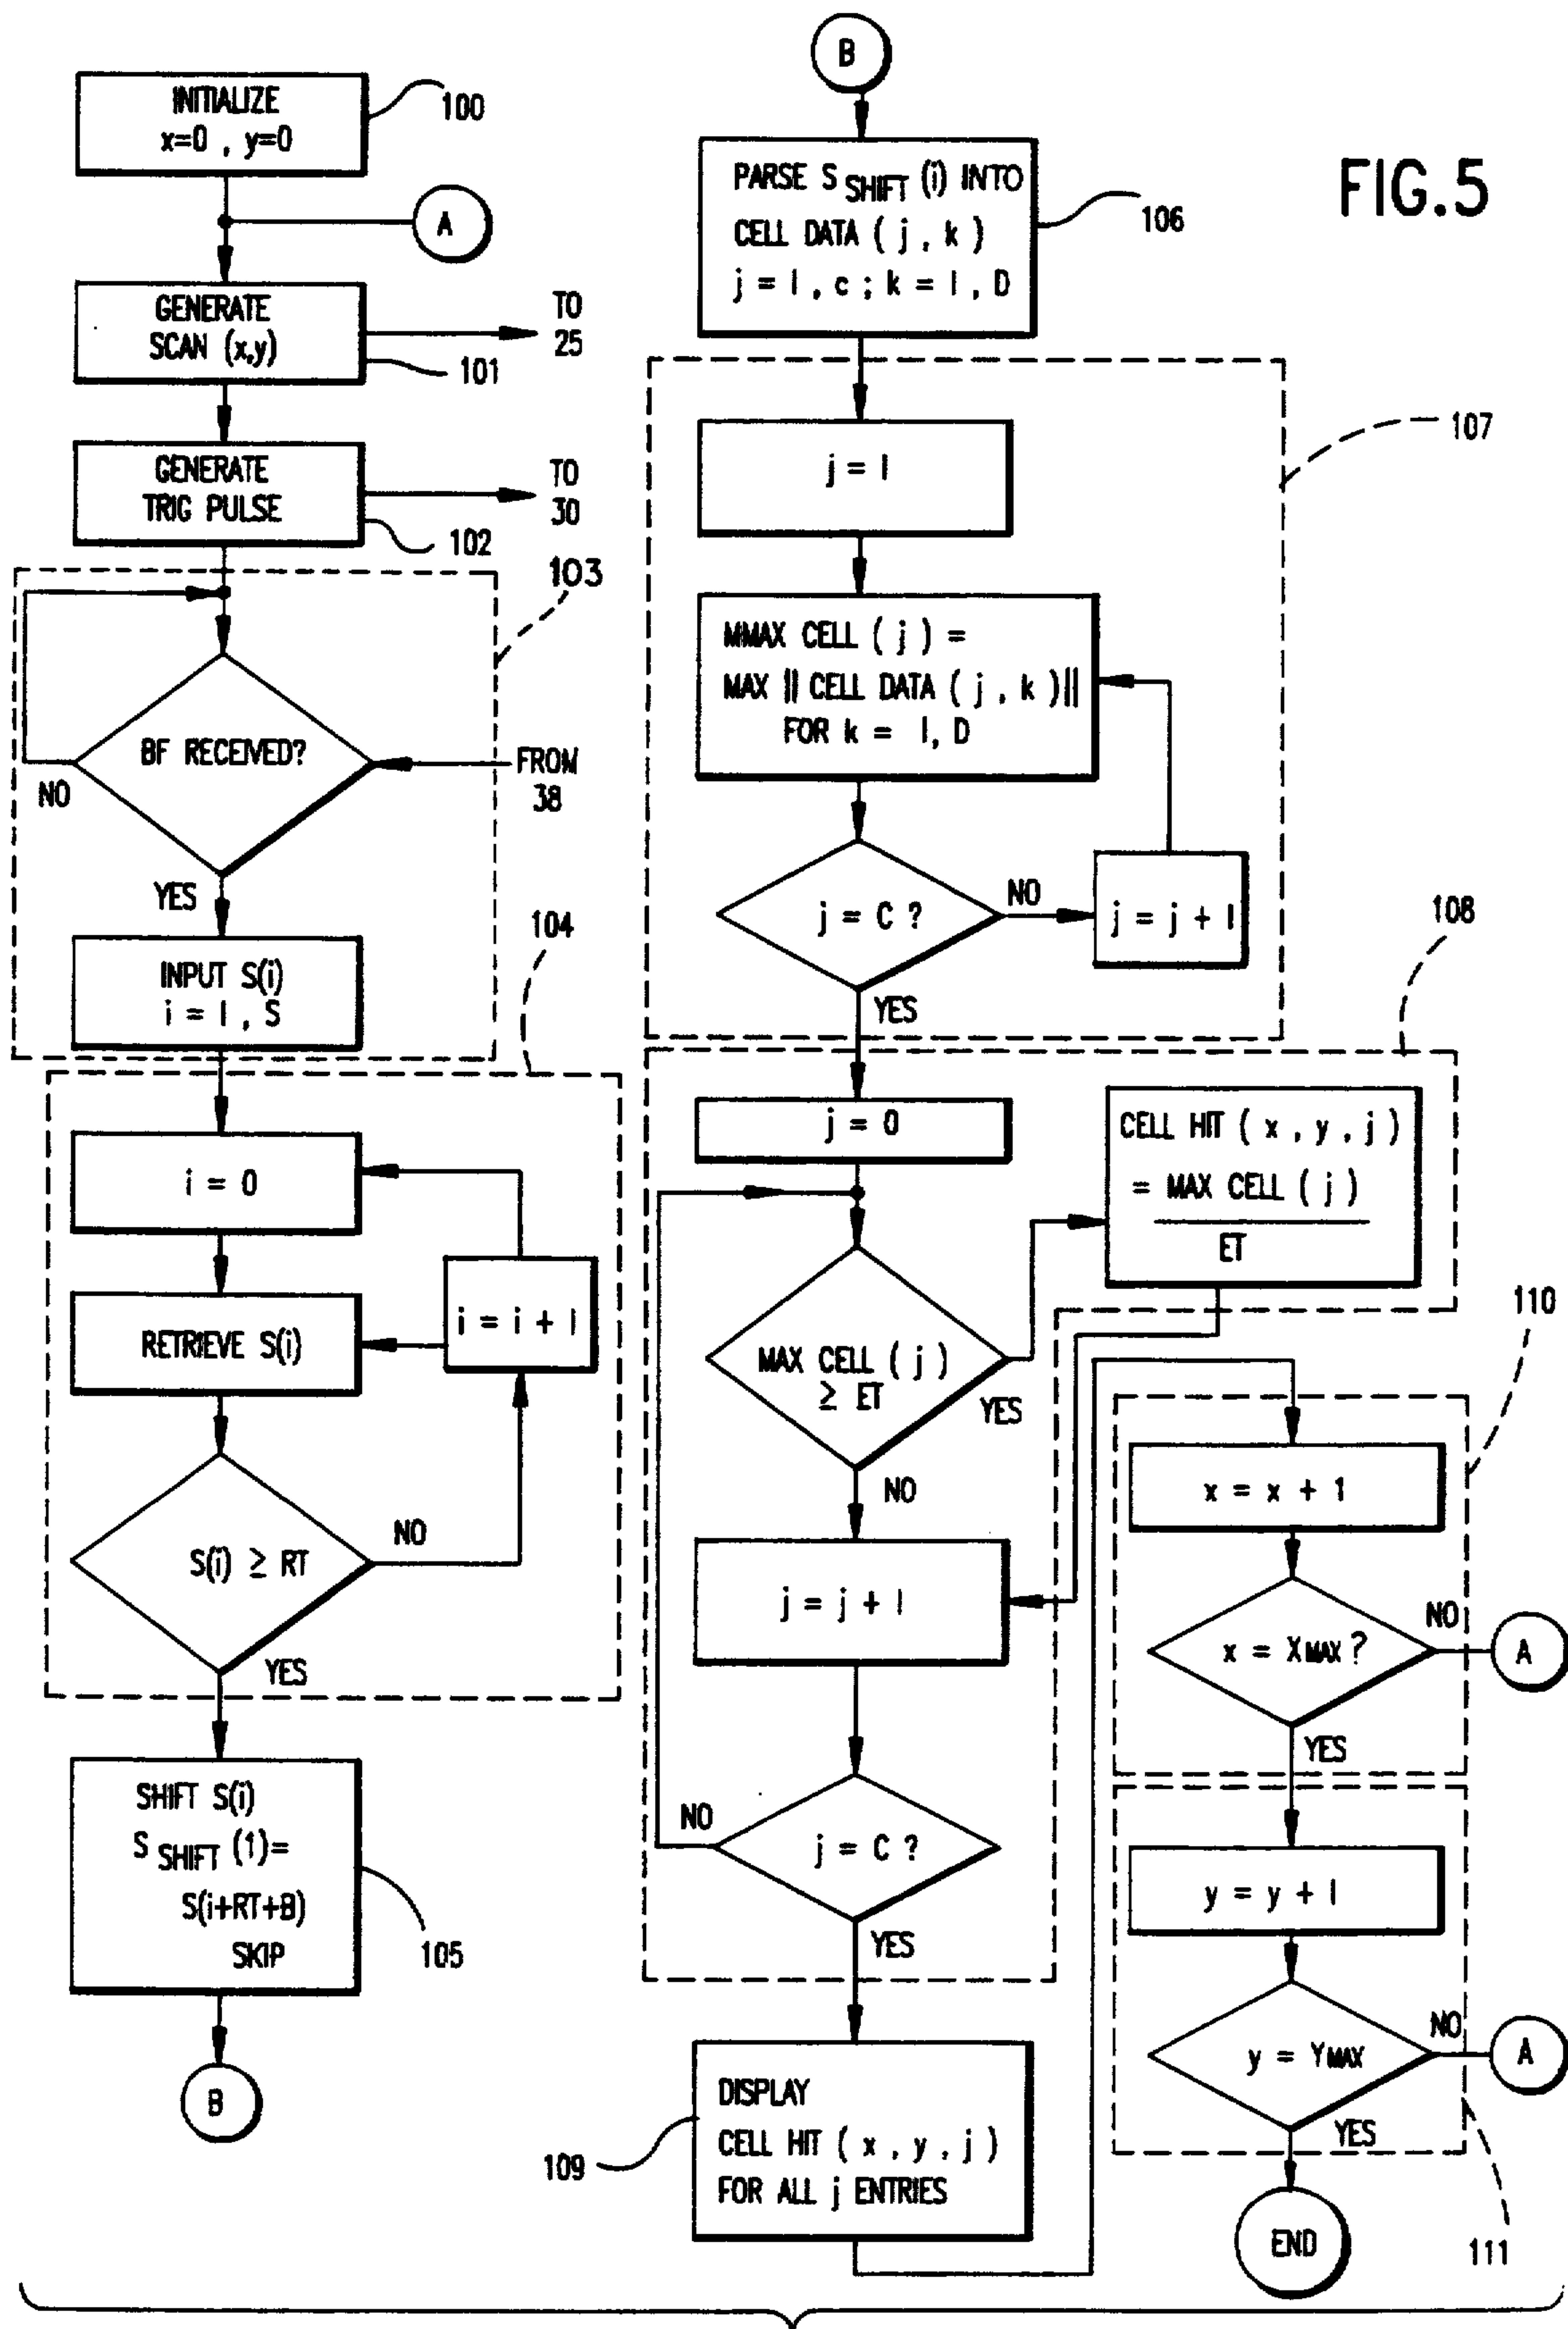 FIG.5
INITIALIZE
x=0 , y=0
100
A
GENERATE
SCAN (x,y)
101
TO
25
GENERATE
TRIG PULSE
102
TO
30
103
BF RECEIVED?
NO
FROM
38
YES
INPUT S(i)
i = 1 , S
104
i = 0
RETRIEVE S(i)
i = i + 1
S(i) ≥ RT
NO
YES
SHIFT S(i)
S SHIFT (1)=
S(i+RT+B)
SKIP
105
B
B
PARSE S SHIFT (i) INTO
CELL DATA ( j , k )
j = 1 , c ; k = 1 , D
106
107
j = 1
MMAX CELL ( j ) =
MAX || CELL DATA ( j , k )||
FOR k = 1, D
j = C ?
NO
j = j + 1
YES
108
j = 0
CELL HIT ( x , y , j )
= MAX CELL ( j )
ET
MAX CELL ( j )
≥ ET
YES
NO
j = j + 1
j = C ?
NO
YES
DISPLAY
CELL HIT ( x , y , j )
FOR ALL j ENTRIES
109
110
x = x + 1
x = XMAX ?
NO
A
YES
y = y + 1
y = YMAX
NO
A
YES
END
111